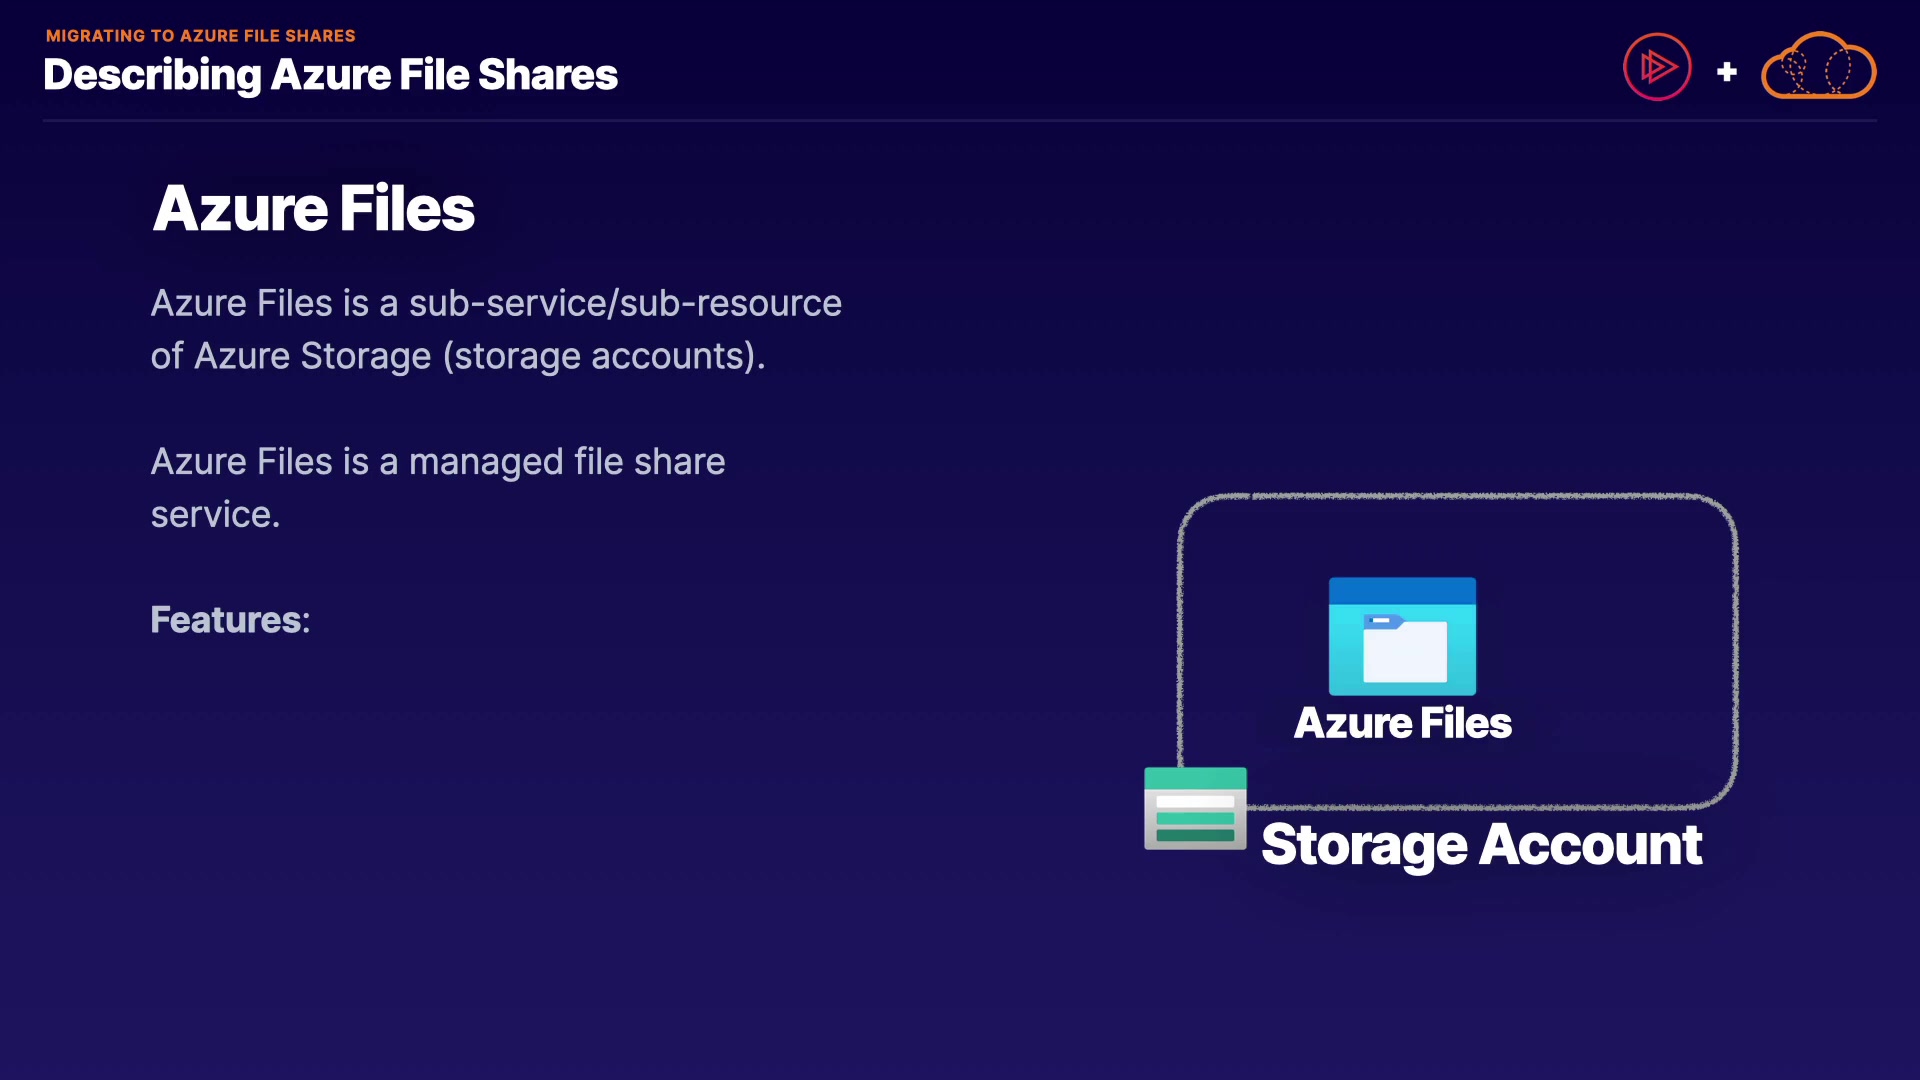 MIGRATING TO AZURE FILE SHARES
Describing Azure File Shares
+
Azure Files
Azure Files is a sub-service/sub-resource
of Azure Storage (storage accounts).
Azure Files is a managed file share
service.
Features:
Azure Files
Storage Account